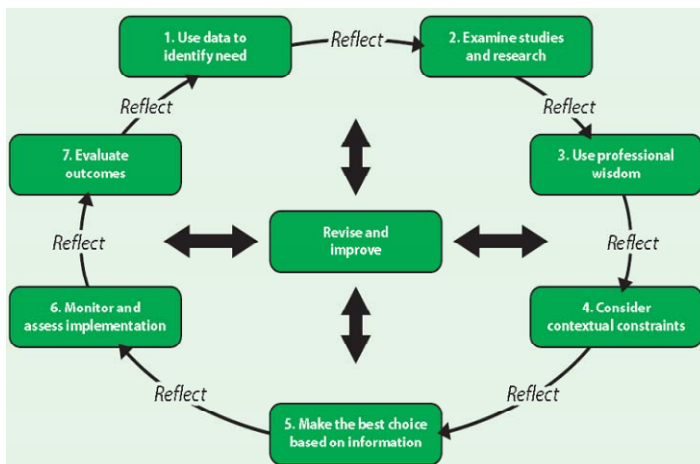 1. Use data to
identify need
Reflect
2. Examine studies
and research
Reflect
3. Use professional
wisdom
Reflect
4. Consider
contextual constraints
Reflect
5. Make the best choice
based on information
Reflect
6. Monitor and
assess implementation
Reflect
7. Evaluate
outcomes
Reflect
Revise and
improve